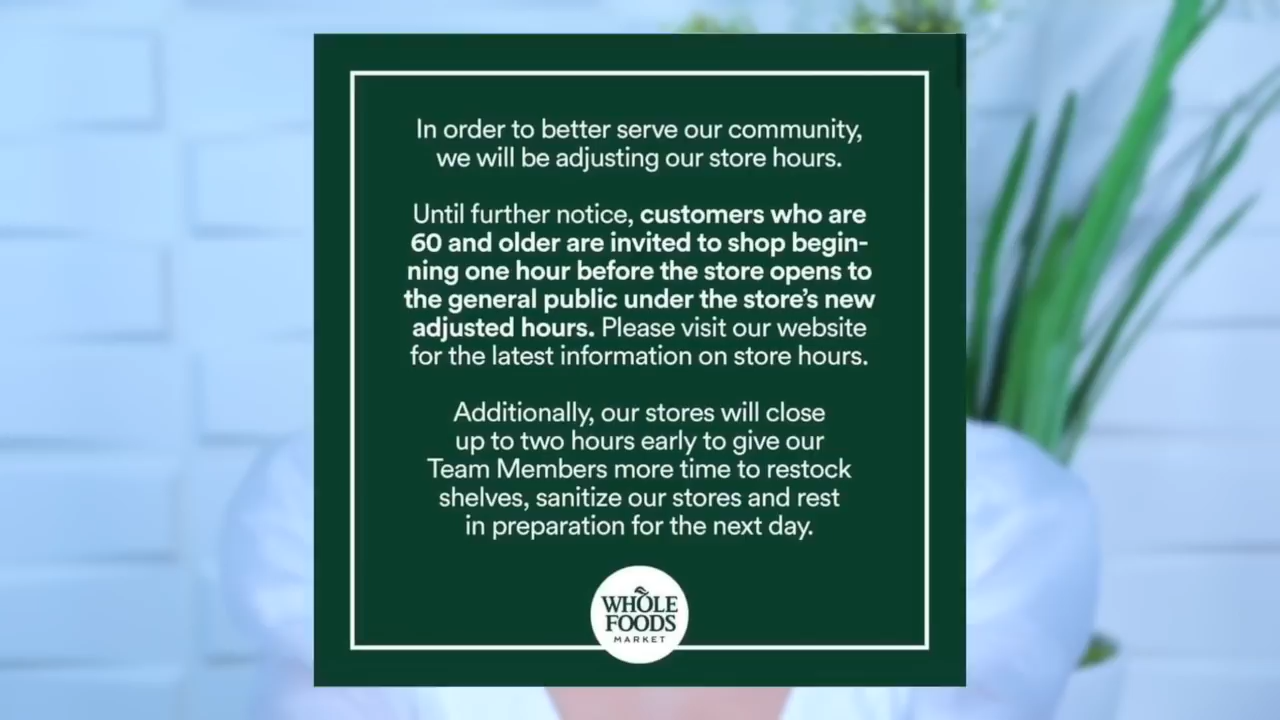 In order to better serve our community,
we will be adjusting our store hours.
Until further notice, customers who are
60 and older are invited to shop begin-
ning one hour before the store opens to
the general public under the store's new
adjusted hours. Please visit our website
for the latest information on store hours.
Additionally, our stores will close
up to two hours early to give our
Team Members more time to restock
shelves, sanitize our stores and rest
in preparation for the next day.
WHOLE
FOODS
MARKET